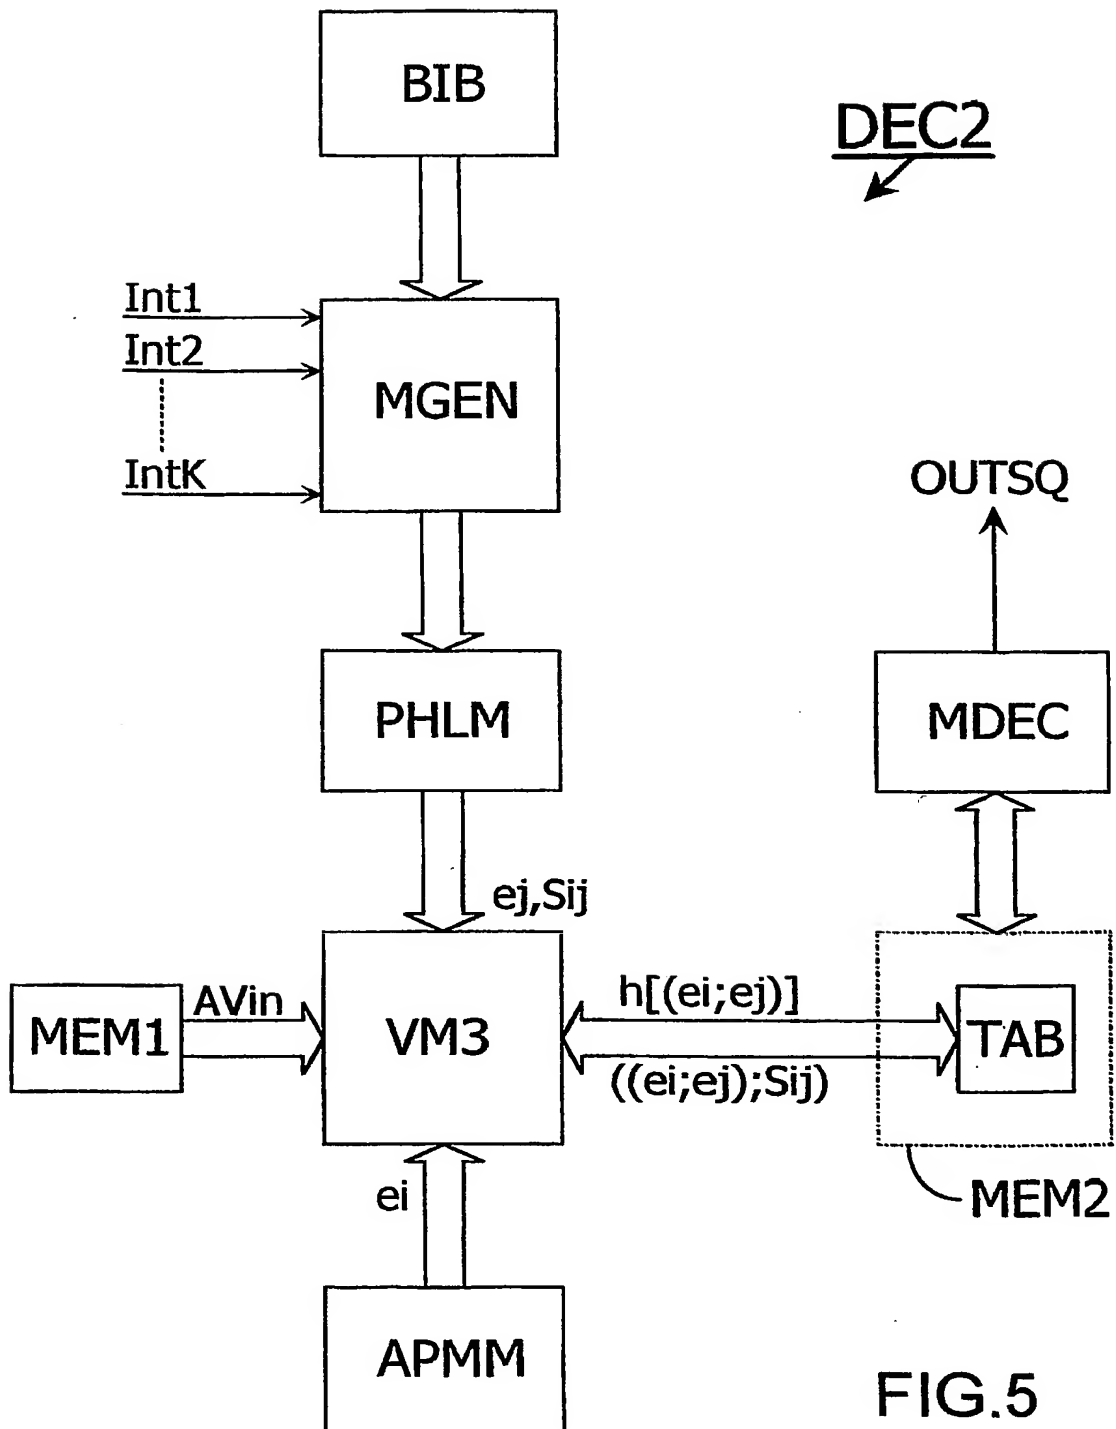 BIB
DEC2
Int1
Int2
IntK
MGEN
OUTSQ
PHLM
MDEC
ej,Sij
MEM1
AVin
VM3
h[(ei;ej)]
((ei;ej);Sij)
TAB
MEM2
ei
APMM
FIG.5